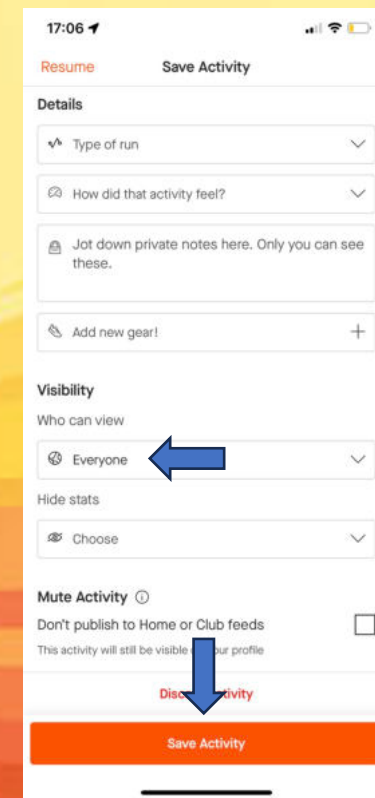 17:06
Resume Save Activity
Details
Type of run
How did that activity feel?
Jot down private notes here. Only you can see
these.
Add new gear!
Visibility
Who can view
Everyone
Hide stats
Choose
Mute Activity
Don't publish to Home or Club feeds
This activity will still be visible your profile
Save Activity